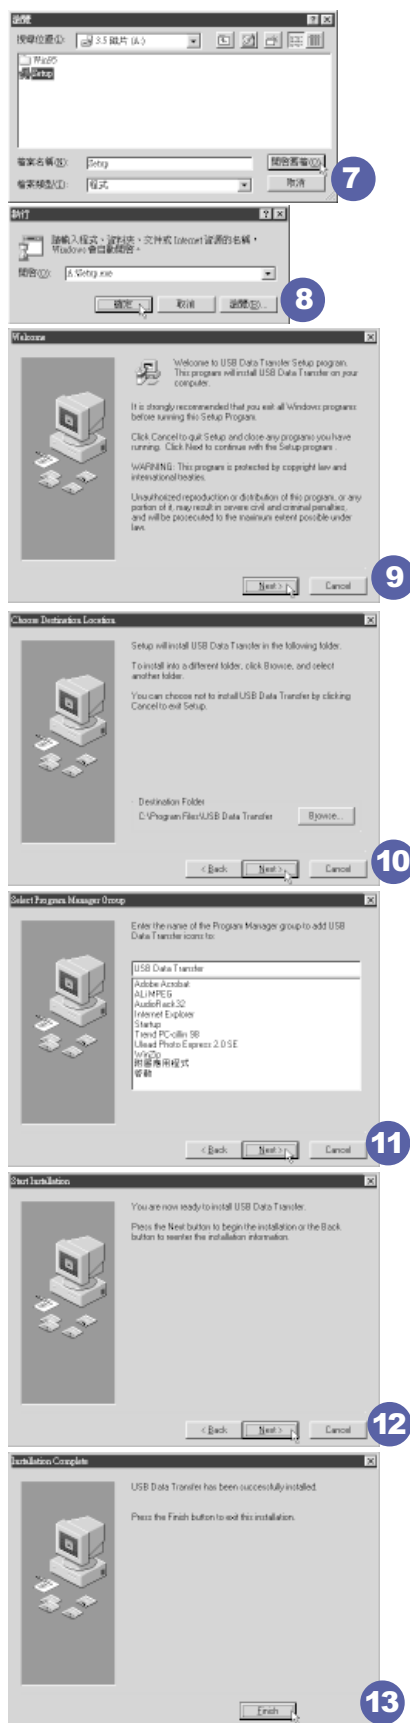 瀏覽
搜尋位置(I):
3.5 磁片 (A:)
Win95
Setup
檔案名稱(N):
Setup
開啟舊檔(O)
檔案類型(T):
程式
取消
7
執行
請輸入程式、資料夾、文件或 Internet 資源的名稱，
Windows 會自動開啟。
開啟(O):
A:\Setup.exe
確定
取消
瀏覽(B)...
8
Welcome
Welcome to USB Data Transfer Setup program.
This program will install USB Data Transfer on your
computer.
It is strongly recommended that you exit all Windows programs
before running this Setup Program.
Click Cancel to quit Setup and close any programs you have
running. Click Next to continue with the Setup program .
WARNING: This program is protected by copyright law and
international treaties.
Unauthorized reproduction or distribution of this program, or any
portion of it, may result in severe civil and criminal penalties,
and will be prosecuted to the maximum extent possible under
law.
Next >
Cancel
9
Choose Destination Location
Setup will install USB Data Transfer in the following folder.
To install into a different folder, click Browse, and select
another folder.
You can choose not to install USB Data Transfer by clicking
Cancel to exit Setup.
Destination Folder
C:\Program Files\USB Data Transfer
Browse...
< Back
Next >
Cancel
10
Select Program Manager Group
Enter the name of the Program Manager group to add USB
Data Transfer icons to:
USB Data Transfer
Adobe Acrobat
ALiMPEG
AudioRack32
Internet Explorer
Startup
Trend PC-cillin 98
Ulead Photo Express 2.0 SE
WinZip
附屬應用程式
啓動
< Back
Next >
Cancel
11
Start Installation
You are now ready to install USB Data Transfer.
Press the Next button to begin the installation or the Back
button to reenter the installation information.
< Back
Next >
Cancel
12
Installation Complete
USB Data Transfer has been successfully installed.
Press the Finish button to exit this installation.
Finish
13